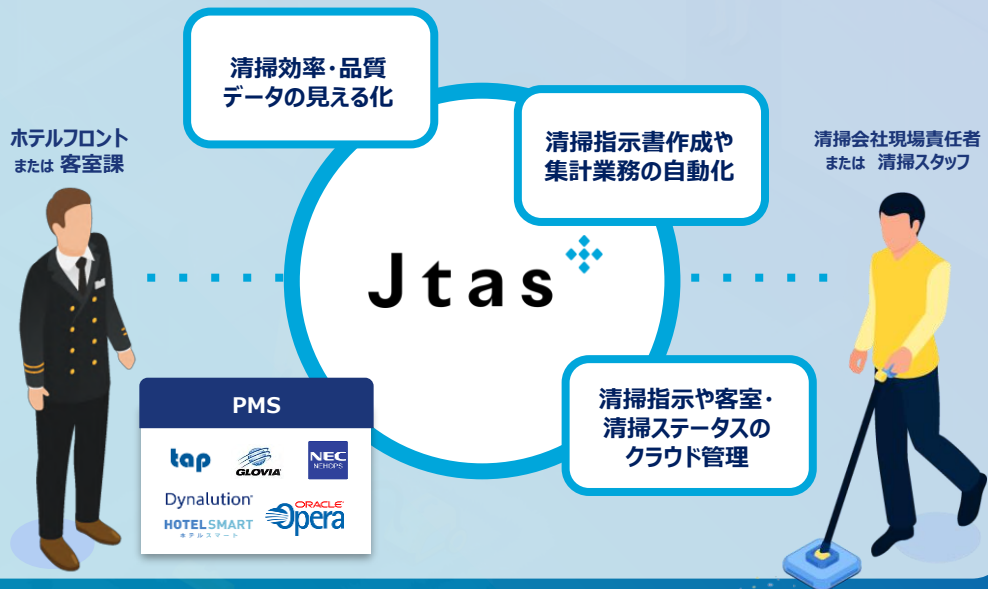 清掃効率・品質
データの見える化
ホテルフロント
または 客室課
清掃指示書作成や
集計業務の自動化
清掃会社現場責任者
または 清掃スタッフ
Jtas
清掃指示や客室・
清掃ステータスの
クラウド管理
PMS
tap
GLOVIA
NEC
NEHOPS
Dynalution
HOTEL SMART
ホテルスマート
ORACLE
Opera